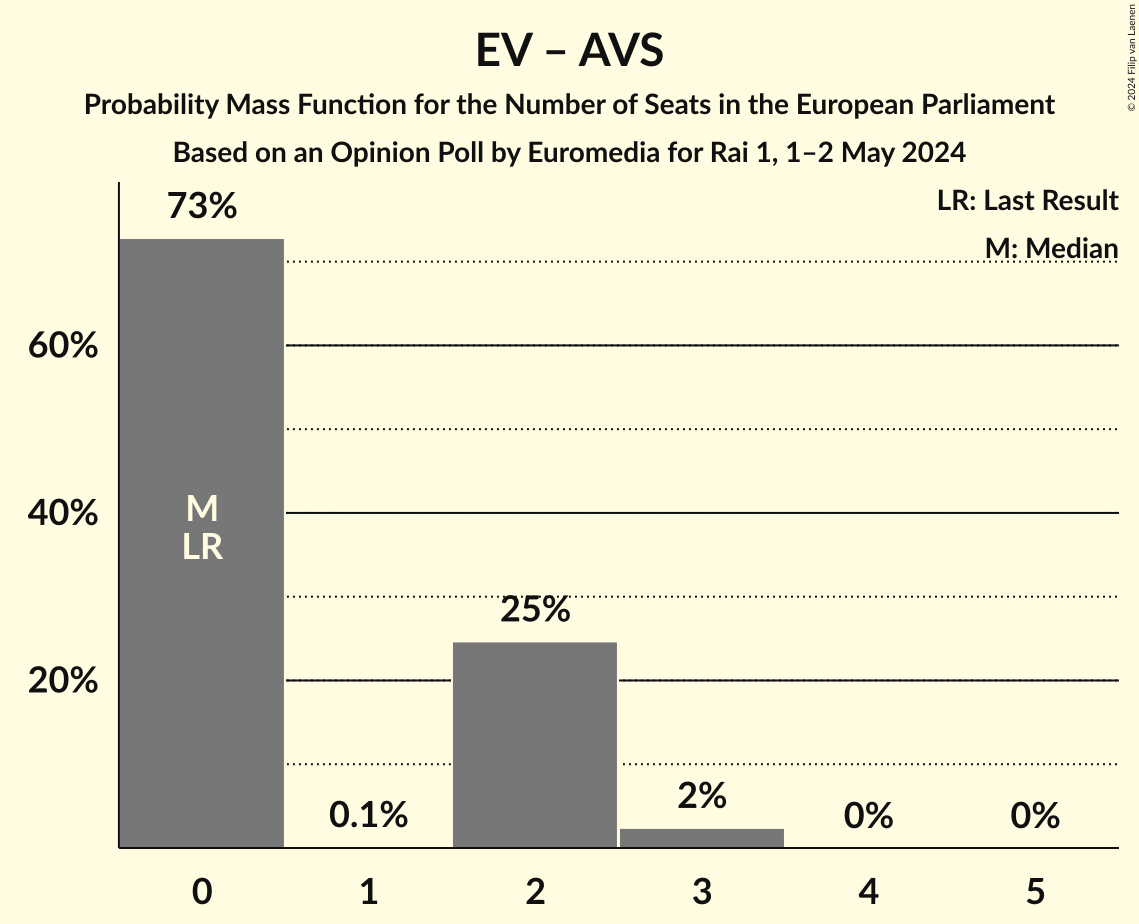 EV – AVS
Probability Mass Function for the Number of Seats in the European Parliament
Based on an Opinion Poll by Euromedia for Rai 1, 1–2 May 2024
© 2024 Filip van Laenen
LR: Last Result
M: Median
73%
60%
40%
20%
M
LR
0.1%
25%
2%
0%
0%
0
1
2
3
4
5